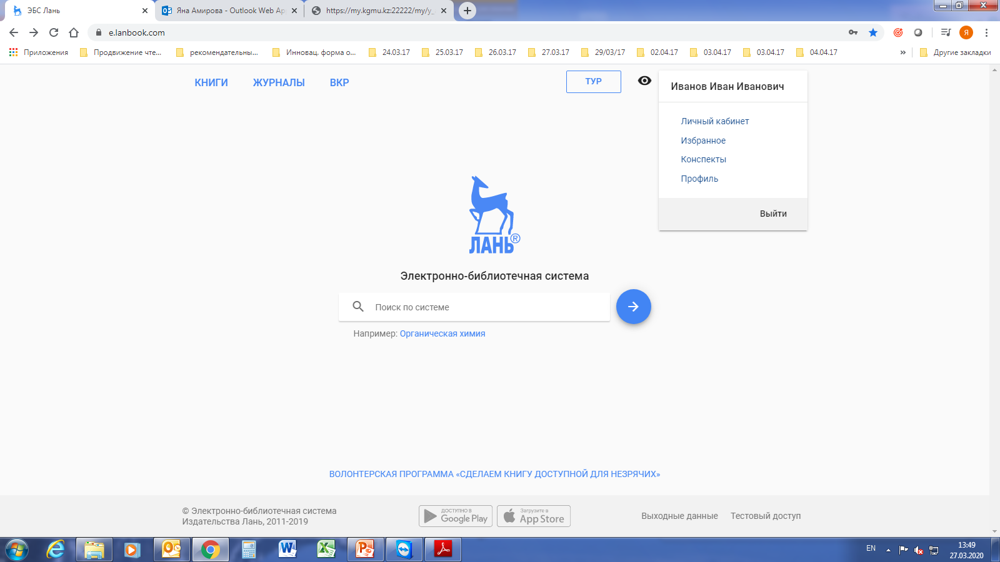 ЭБС Лань
Яна Амирова - Outlook Web Ap
https://my.kgmu.kz:22222/my/y_
e.lanbook.com
Я
Приложения
Продвижение чте...
рекомендательны...
Инновац. форма о...
24.03.17
25.03.17
26.03.17
27.03.17
29/03/17
02.04.17
03.04.17
03.04.17
04.04.17
»
Другие закладки
КНИГИ
ЖУРНАЛЫ
ВКР
ТУР
Иванов Иван Иванович
Личный кабинет
Избранное
Конспекты
Профиль
Выйти
ЛАНЬ®
Электронно-библиотечная система
Поиск по системе
Например: Органическая химия
ВОЛОНТЕРСКАЯ ПРОГРАММА «СДЕЛАЕМ КНИГУ ДОСТУПНОЙ ДЛЯ НЕЗРЯЧИХ»
© Электронно-библиотечная система
Издательства Лань, 2011-2019
ДОСТУПНО В
Google Play
Загрузите в
App Store
Выходные данные
Тестовый доступ
EN
13:49
27.03.2020